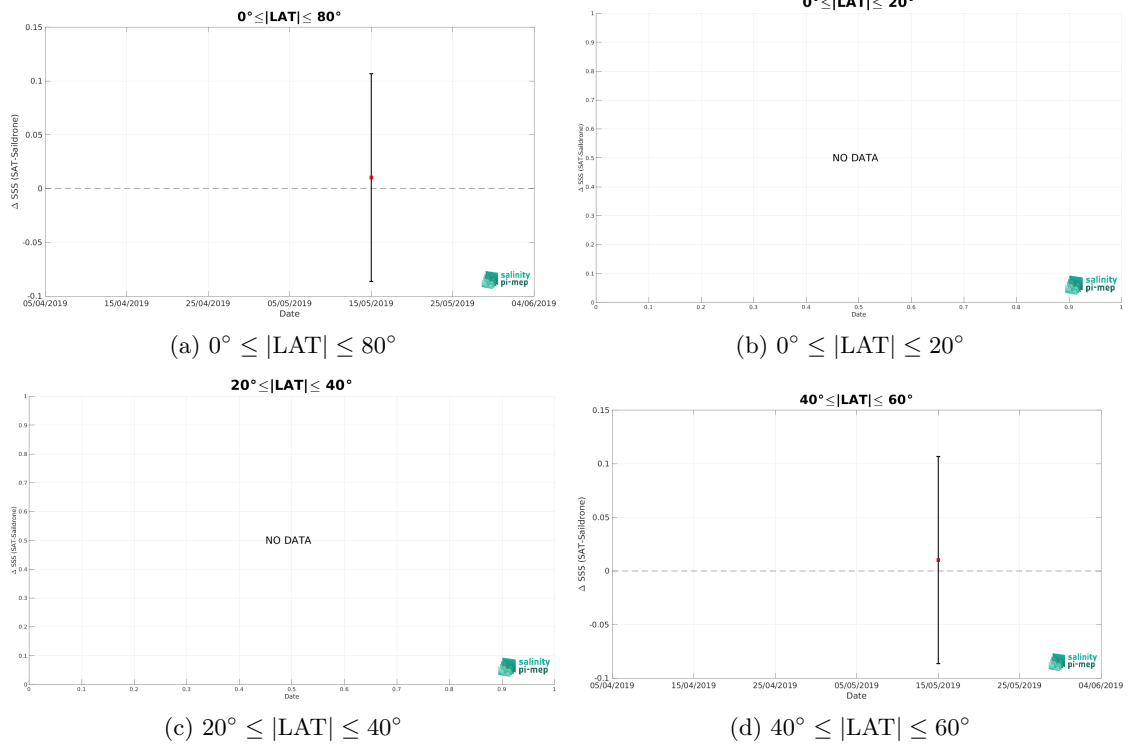 0°≤|LAT|≤ 80°
0.15
0.1
0.05
0
-0.05
-0.1
Δ SSS (SAT-Saildrone)
05/04/2019 15/04/2019 25/04/2019 05/05/2019 15/05/2019 25/05/2019 04/06/2019
Date
salinity
pi-mep
(a) 0° ≤ |LAT| ≤ 80°
0°≤|LAT|≤ 20°
1
0.9
0.8
0.7
0.6
0.5
0.4
0.3
0.2
0.1
0
Δ SSS (SAT-Saildrone)
NO DATA
0 0.1 0.2 0.3 0.4 0.5 0.6 0.7 0.8 0.9 1
Date
salinity
pi-mep
(b) 0° ≤ |LAT| ≤ 20°
20°≤|LAT|≤ 40°
1
0.9
0.8
0.7
0.6
0.5
0.4
0.3
0.2
0.1
0
Δ SSS (SAT-Saildrone)
NO DATA
0 0.1 0.2 0.3 0.4 0.5 0.6 0.7 0.8 0.9 1
Date
salinity
pi-mep
(c) 20° ≤ |LAT| ≤ 40°
40°≤|LAT|≤ 60°
0.15
0.1
0.05
0
-0.05
-0.1
Δ SSS (SAT-Saildrone)
05/04/2019 15/04/2019 25/04/2019 05/05/2019 15/05/2019 25/05/2019 04/06/2019
Date
salinity
pi-mep
(d) 40° ≤ |LAT| ≤ 60°